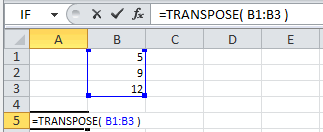 IF fx =TRANSPOSE( B1:B3 )
A B C D E
1 5
2 9
3 12
4
5 =TRANSPOSE( B1:B3 )